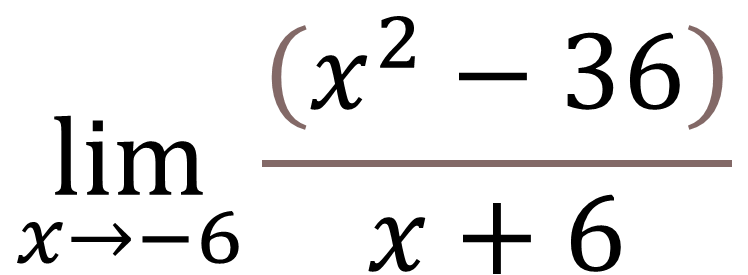 lim x→−6 (x² − 36) / x + 6